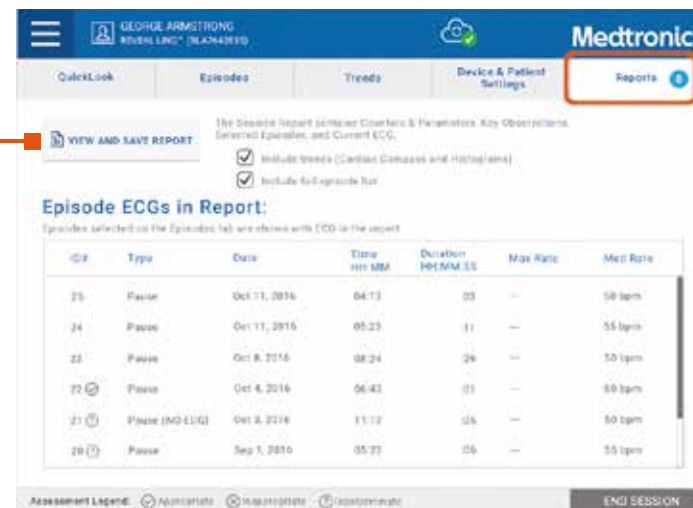 GEORGE ARMSTRONG
REVEAL LINQ™
Medtronic
QuickLook
Episodes
Trends
Device & Patient
Settings
Reports
VIEW AND SAVE REPORT
The Session Report contains Counters & Parameters, Key Observations,
Selected Episodes, and Current ECG.
Include trends (Cardiac Compass and Histograms)
Include full episode list
Episode ECGs in Report:
Episodes selected on the Episodes tab are shown with ECG in the report
ID# Type Date Time Duration Max Rate Med Rate
HH:MM HH:MM:SS
25 Pause Oct 11, 2016 04:13 :03 -- 50 bpm
24 Pause Oct 11, 2016 05:23 :11 -- 55 bpm
23 Pause Oct 8, 2016 08:24 :26 -- 50 bpm
22 Pause Oct 4, 2016 06:43 -- 60 bpm
21 Pause (NO ECG) Oct 3, 2016 11:12 :26 -- 50 bpm
20 Pause Sep 1, 2016 05:23 :06 -- 55 bpm
Assessment Legend: Appropriate Inappropriate Indeterminate
END SESSION